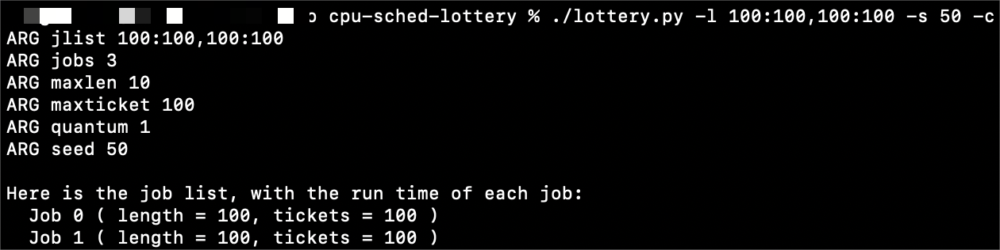 cpu-sched-lottery % ./lottery.py -l 100:100,100:100 -s 50 -c
ARG jlist 100:100,100:100
ARG jobs 3
ARG maxlen 10
ARG maxticket 100
ARG quantum 1
ARG seed 50
Here is the job list, with the run time of each job:
  Job 0 ( length = 100, tickets = 100 )
  Job 1 ( length = 100, tickets = 100 )